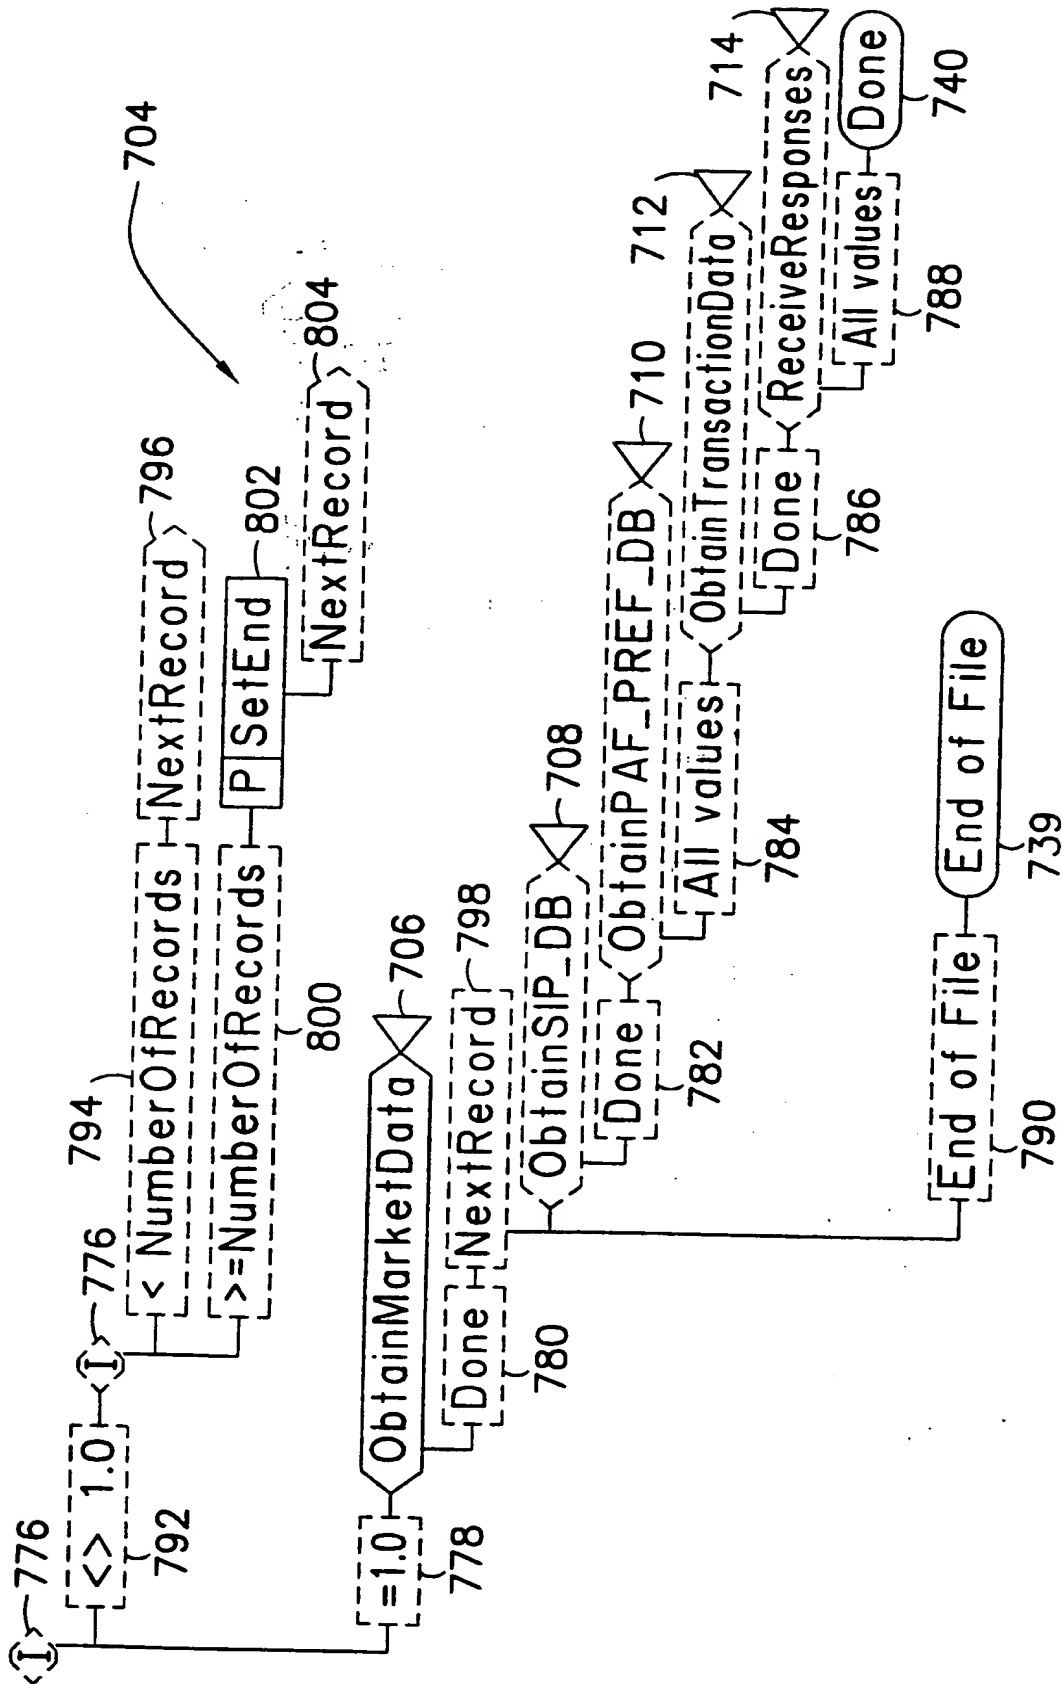 704
776
<I>
<> 1.0
792
776
<I>
794
< NumberOfRecords
NextRecord
796
>=NumberOfRecords
800
P SetEnd
802
NextRecord
804
=1.0
778
ObtainMarketData
706
Done
780
NextRecord
798
ObtainSIP_DB
708
Done
782
ObtainPAF_PREF_DB
710
All values
784
ObtainTransactionData
712
Done
786
ReceiveResponses
714
All values
788
Done
740
End of File
790
End of File
739